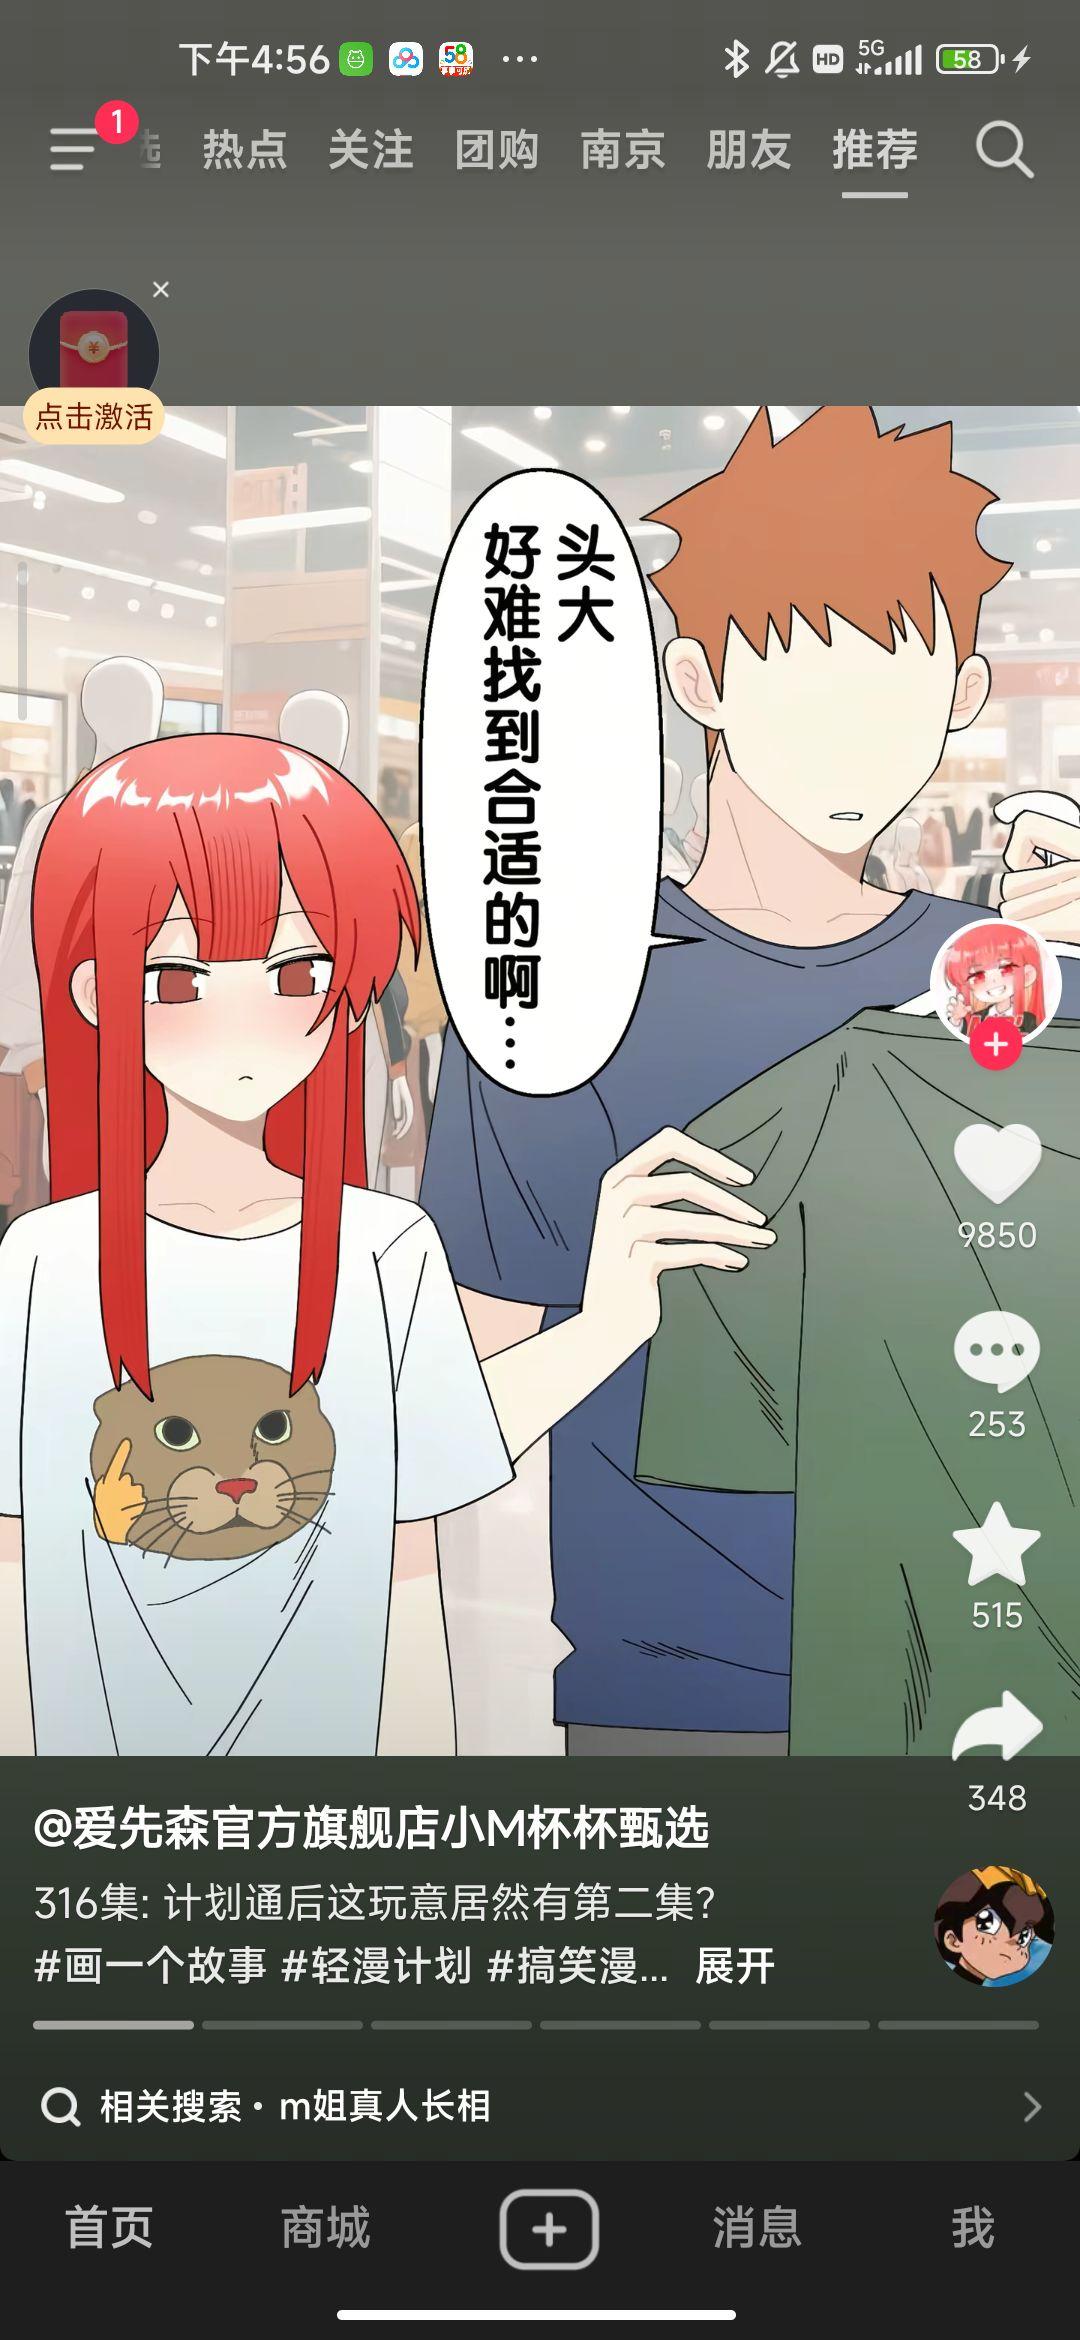 下午4:56
58
HD
5G
58
1
选 热点 关注 团购 南京 朋友 推荐
点击激活
头大
好难找到合适的啊...
9850
253
515
348
@爱先森官方旗舰店小M杯杯甄选
316集: 计划通后这玩意居然有第二集?
#画一个故事 #轻漫计划 #搞笑漫... 展开
相关搜索·m姐真人长相
首页 商城 消息 我